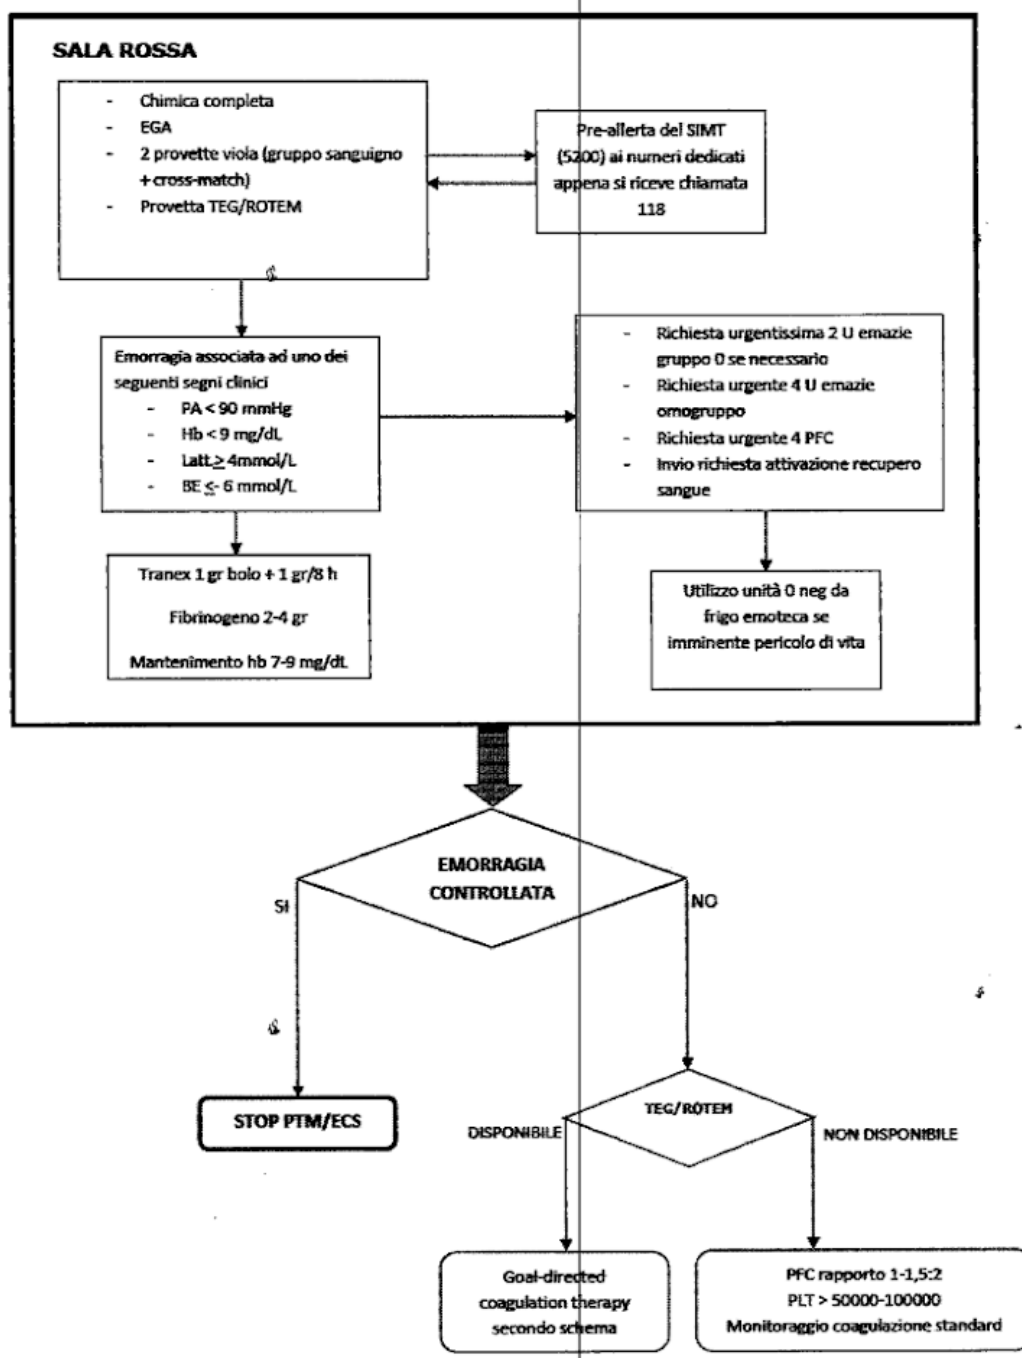 SALA ROSSA
- Chimica completa
- EGA
- 2 provette viola (gruppo sanguigno
+ cross-match)
- Provetta TEG/ROTEM
Pre-allerta del SIMT
(5200) ai numeri dedicati
appena si riceve chiamata
118
Emorragia associata ad uno dei
seguenti segni clinici
- PA < 90 mmHg
- Hb < 9 mg/dL
- Latt ≥ 4mmol/L
- BE ≤- 6 mmol/L
- Richiesta urgentissima 2 U emazie
gruppo 0 se necessario
- Richiesta urgente 4 U emazie
omogruppo
- Richiesta urgente 4 PFC
- Invio richiesta attivazione recupero
sangue
Tranex 1 gr bolo + 1 gr/8 h
Fibrinogeno 2-4 gr
Mantenimento hb 7-9 mg/dL
Utilizzo unità 0 neg da
frigo emoteca se
imminente pericolo di vita
EMORRAGIA
CONTROLLATA
SI
NO
STOP PTM/ECS
TEG/ROTEM
DISPONIBILE
NON DISPONIBILE
Goal-directed
coagulation therapy
secondo schema
PFC rapporto 1-1,5:2
PLT > 50000-100000
Monitoraggio coagulazione standard